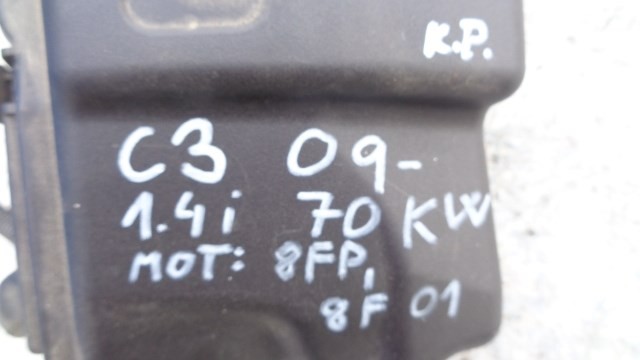 K.P.
C3 09-
1.4i 70 KW
MOT: 8FP,
8F 01